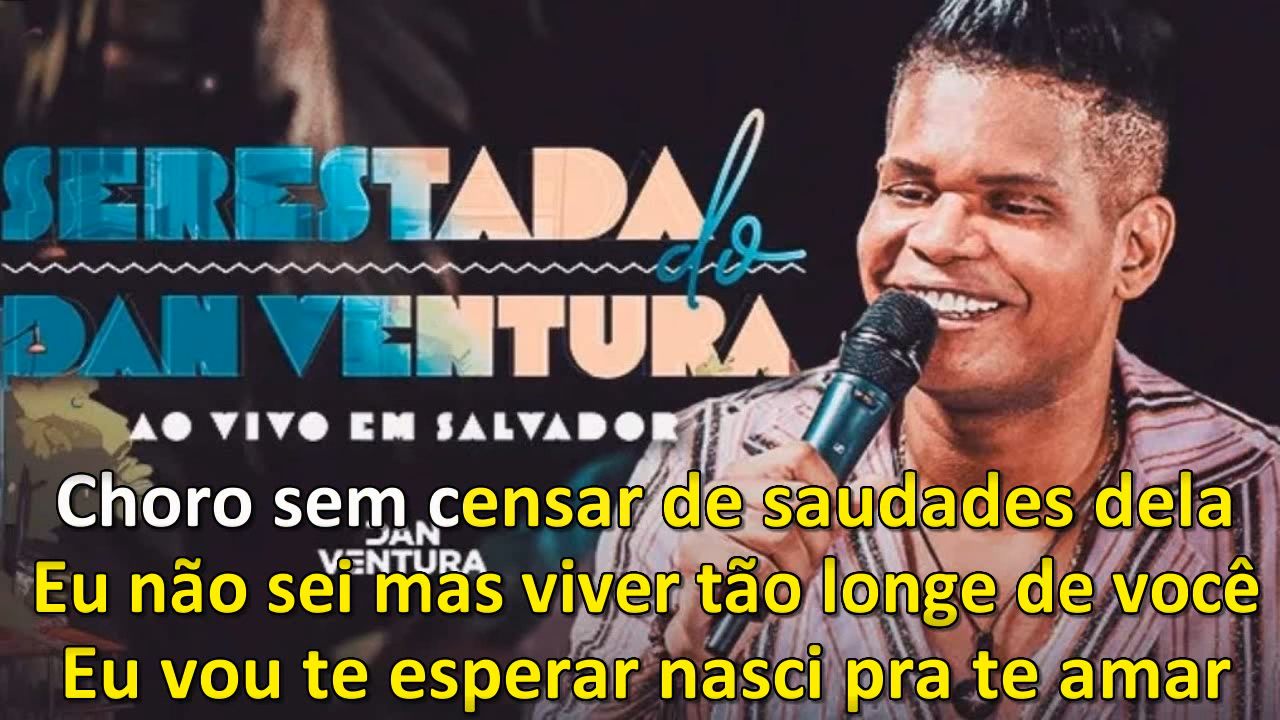 SERESTADA do
DAN VENTURA
AO VIVO EM SALVADOR
Choro sem censar de saudades dela
DAN
VENTURA
Eu não sei mas viver tão longe de você
Eu vou te esperar nasci pra te amar